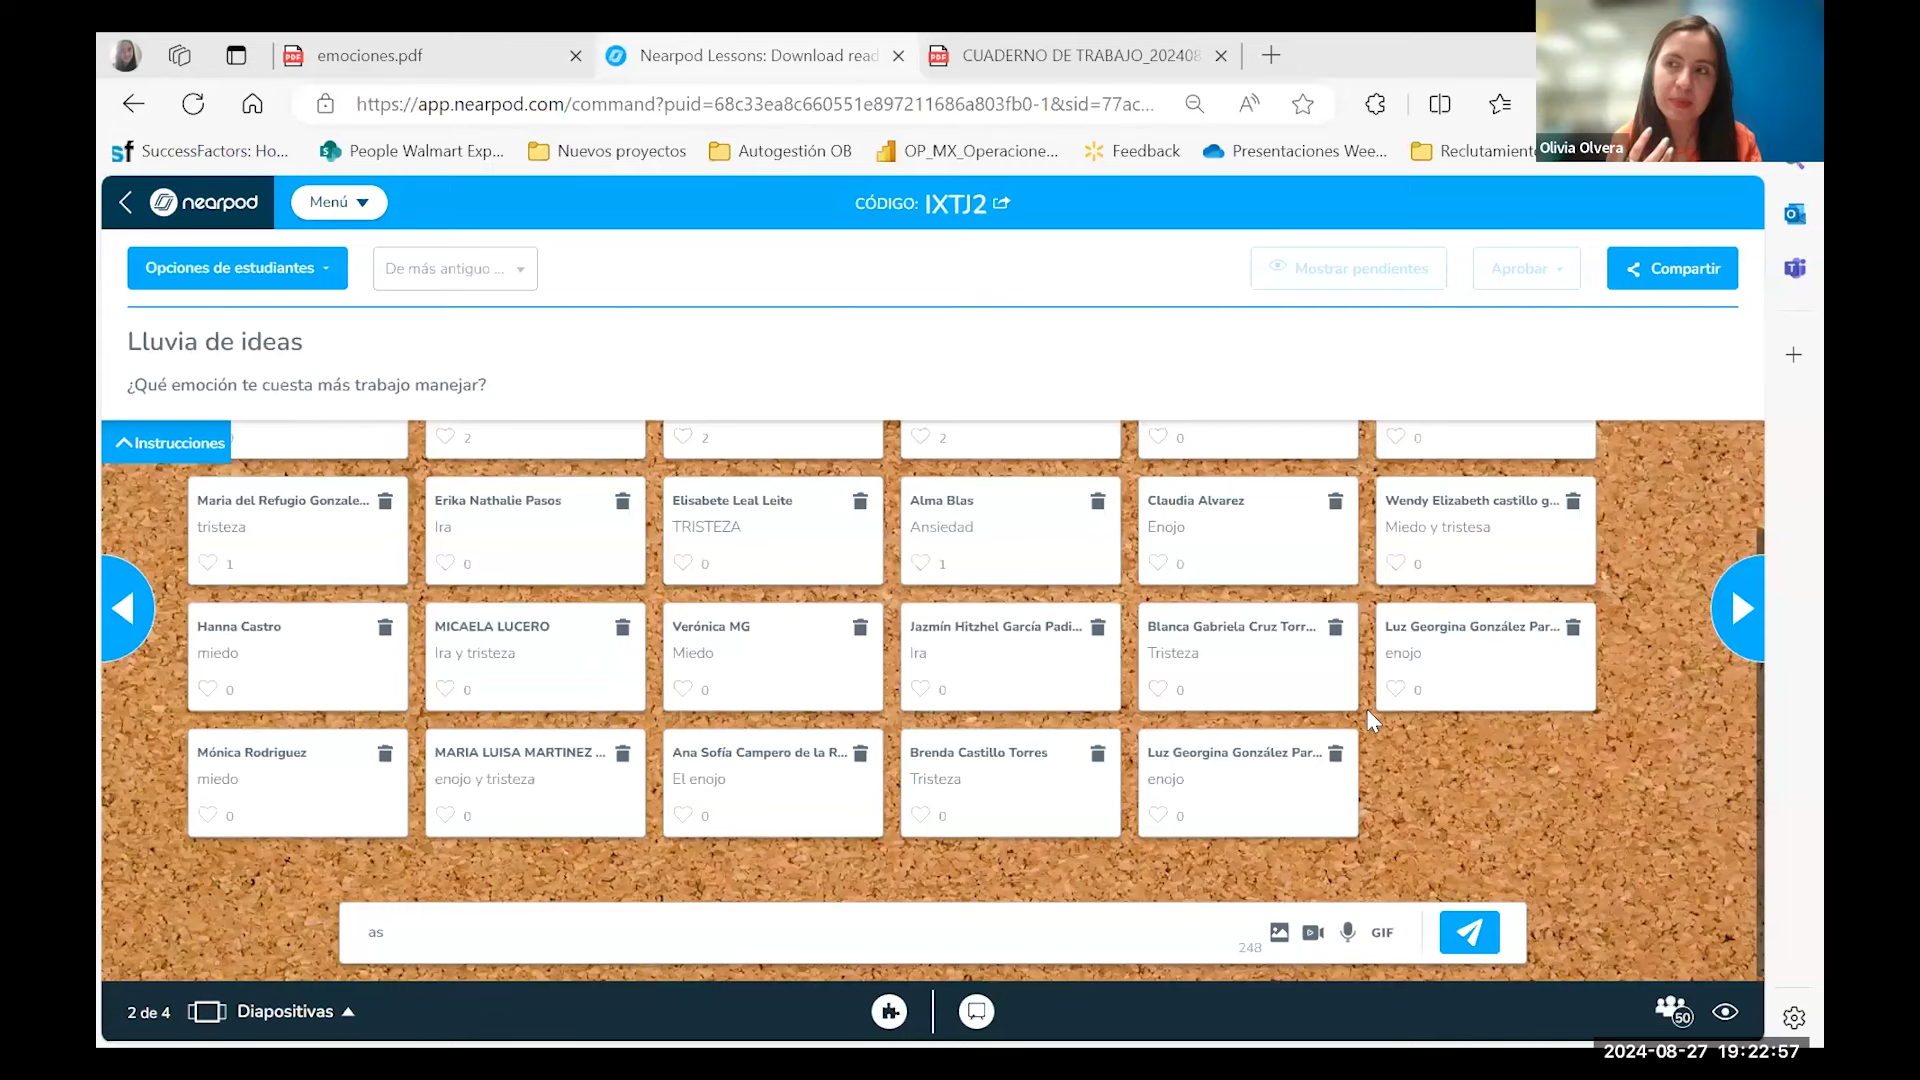 emociones.pdf
Nearpod Lessons: Download read
CUADERNO DE TRABAJO_202408
https://app.nearpod.com/command?puid=68c33ea8c660551e897211686a803fb0-1&sid=77ac...
SuccessFactors: Ho...
People Walmart Exp...
Nuevos proyectos
Autogestión OB
OP_MX_Operacione...
Feedback
Presentaciones Wee...
Reclutamiento
Olivia Olvera
nearpod
Menú
CÓDIGO: IXTJ2
Opciones de estudiantes
De más antiguo ...
Mostrar pendientes
Aprobar
Compartir
Lluvia de ideas
¿Qué emoción te cuesta más trabajo manejar?
Instrucciones
2
2
2
0
0
Maria del Refugio Gonzale...
tristeza
1
Erika Nathalie Pasos
Ira
0
Elisabete Leal Leite
TRISTEZA
0
Alma Blas
Ansiedad
1
Claudia Alvarez
Enojo
0
Wendy Elizabeth castillo g...
Miedo y tristesa
0
Hanna Castro
miedo
0
MICAELA LUCERO
Ira y tristeza
0
Verónica MG
Miedo
0
Jazmín Hitzhel García Padi...
Ira
0
Blanca Gabriela Cruz Torr...
Tristeza
0
Luz Georgina González Par...
enojo
0
Mónica Rodriguez
miedo
0
MARIA LUISA MARTINEZ ...
enojo y tristeza
0
Ana Sofía Campero de la R...
El enojo
0
Brenda Castillo Torres
Tristeza
0
Luz Georgina González Par...
enojo
0
as
248
GIF
2 de 4
Diapositivas
50
2024-08-27 19:22:57